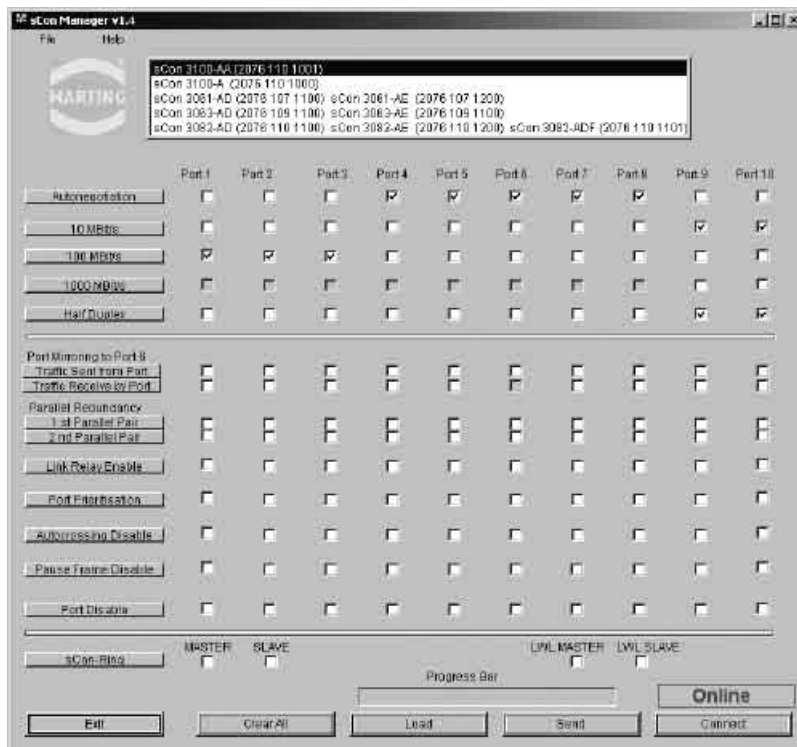 sCon Manager v1.4
File Help
HARTING
sCon 3100-AA (2076 110 1001)
sCon 3100-A (2076 110 1000)
sCon 3061-AD (2076 107 1100) sCon 3061-AE (2076 107 1200)
sCon 3063-AD (2076 109 1100) sCon 3063-AE (2076 109 1100)
sCon 3082-AD (2076 110 1100) sCon 3082-AE (2076 110 1200) sCon 3082-ADF (2076 110 1101)
Port 1 Port 2 Port 3 Port 4 Port 5 Port 6 Port 7 Port 8 Port 9 Port 10
Autonegotiation
10 MBit/s
100 MBit/s
1000 MBit/s
Half Duplex
Port Mirroring to Port 6
Traffic Sent from Port
Traffic Receive by Port
Parallel Redundancy
1 st Parallel Pair
2 nd Parallel Pair
Link Relay Enable
Port Prioritisation
Autocrossing Disable
Pause Frame Disable
Port Disable
MASTER SLAVE LWL MASTER LWL SLAVE
sCon-Ring
Progress Bar
Online
Exit Clear All Load Send Connect